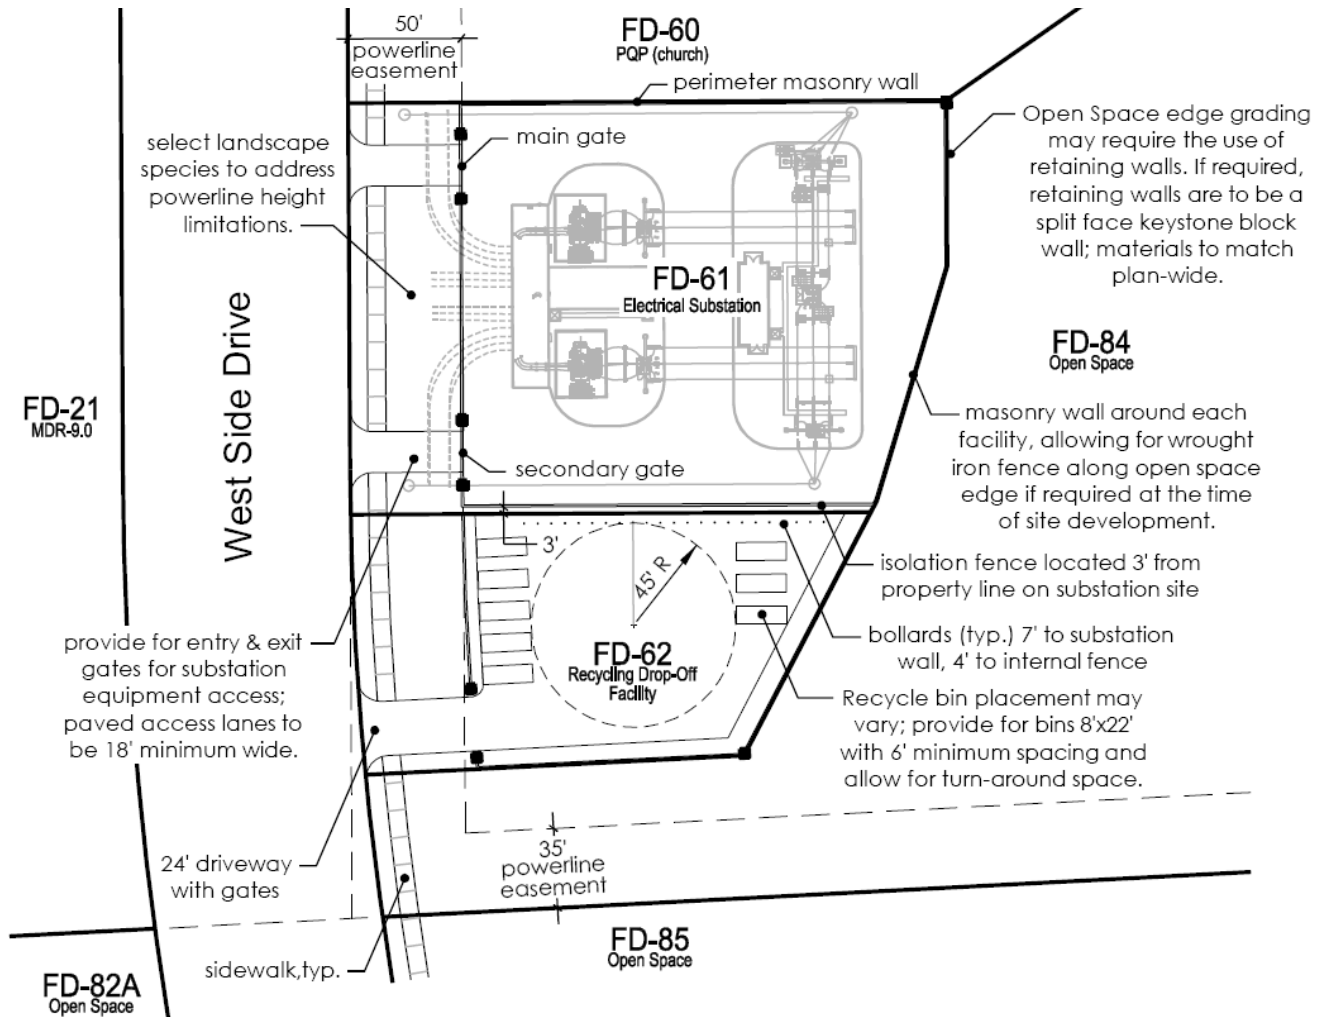 50'
powerline
easement
FD-60
PQP (church)
perimeter masonry wall
select landscape
species to address
powerline height
limitations.
main gate
Open Space edge grading
may require the use of
retaining walls. If required,
retaining walls are to be a
split face keystone block
wall; materials to match
plan-wide.
FD-61
Electrical Substation
West Side Drive
FD-84
Open Space
FD-21
MDR-9.0
masonry wall around each
facility, allowing for wrought
iron fence along open space
edge if required at the time
of site development.
secondary gate
3'
45' R
isolation fence located 3' from
property line on substation site
provide for entry & exit
gates for substation
equipment access;
paved access lanes to
be 18' minimum wide.
FD-62
Recycling Drop-Off
Facility
bollards (typ.) 7' to substation
wall, 4' to internal fence
Recycle bin placement may
vary; provide for bins 8'x22'
with 6' minimum spacing and
allow for turn-around space.
24' driveway
with gates
35'
powerline
easement
sidewalk,typ.
FD-85
Open Space
FD-82A
Open Space